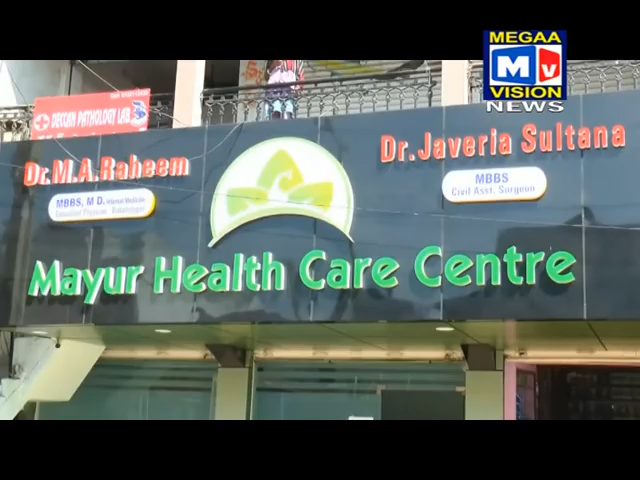 MEGAA
MV
VISION
NEWS
DECCAN PATHOLOGY LAB
Dr.M.A.Raheem
MBBS, M D.
Dr.Javeria Sultana
MBBS
Civil Asst. Surgeon
Mayur Health Care Centre